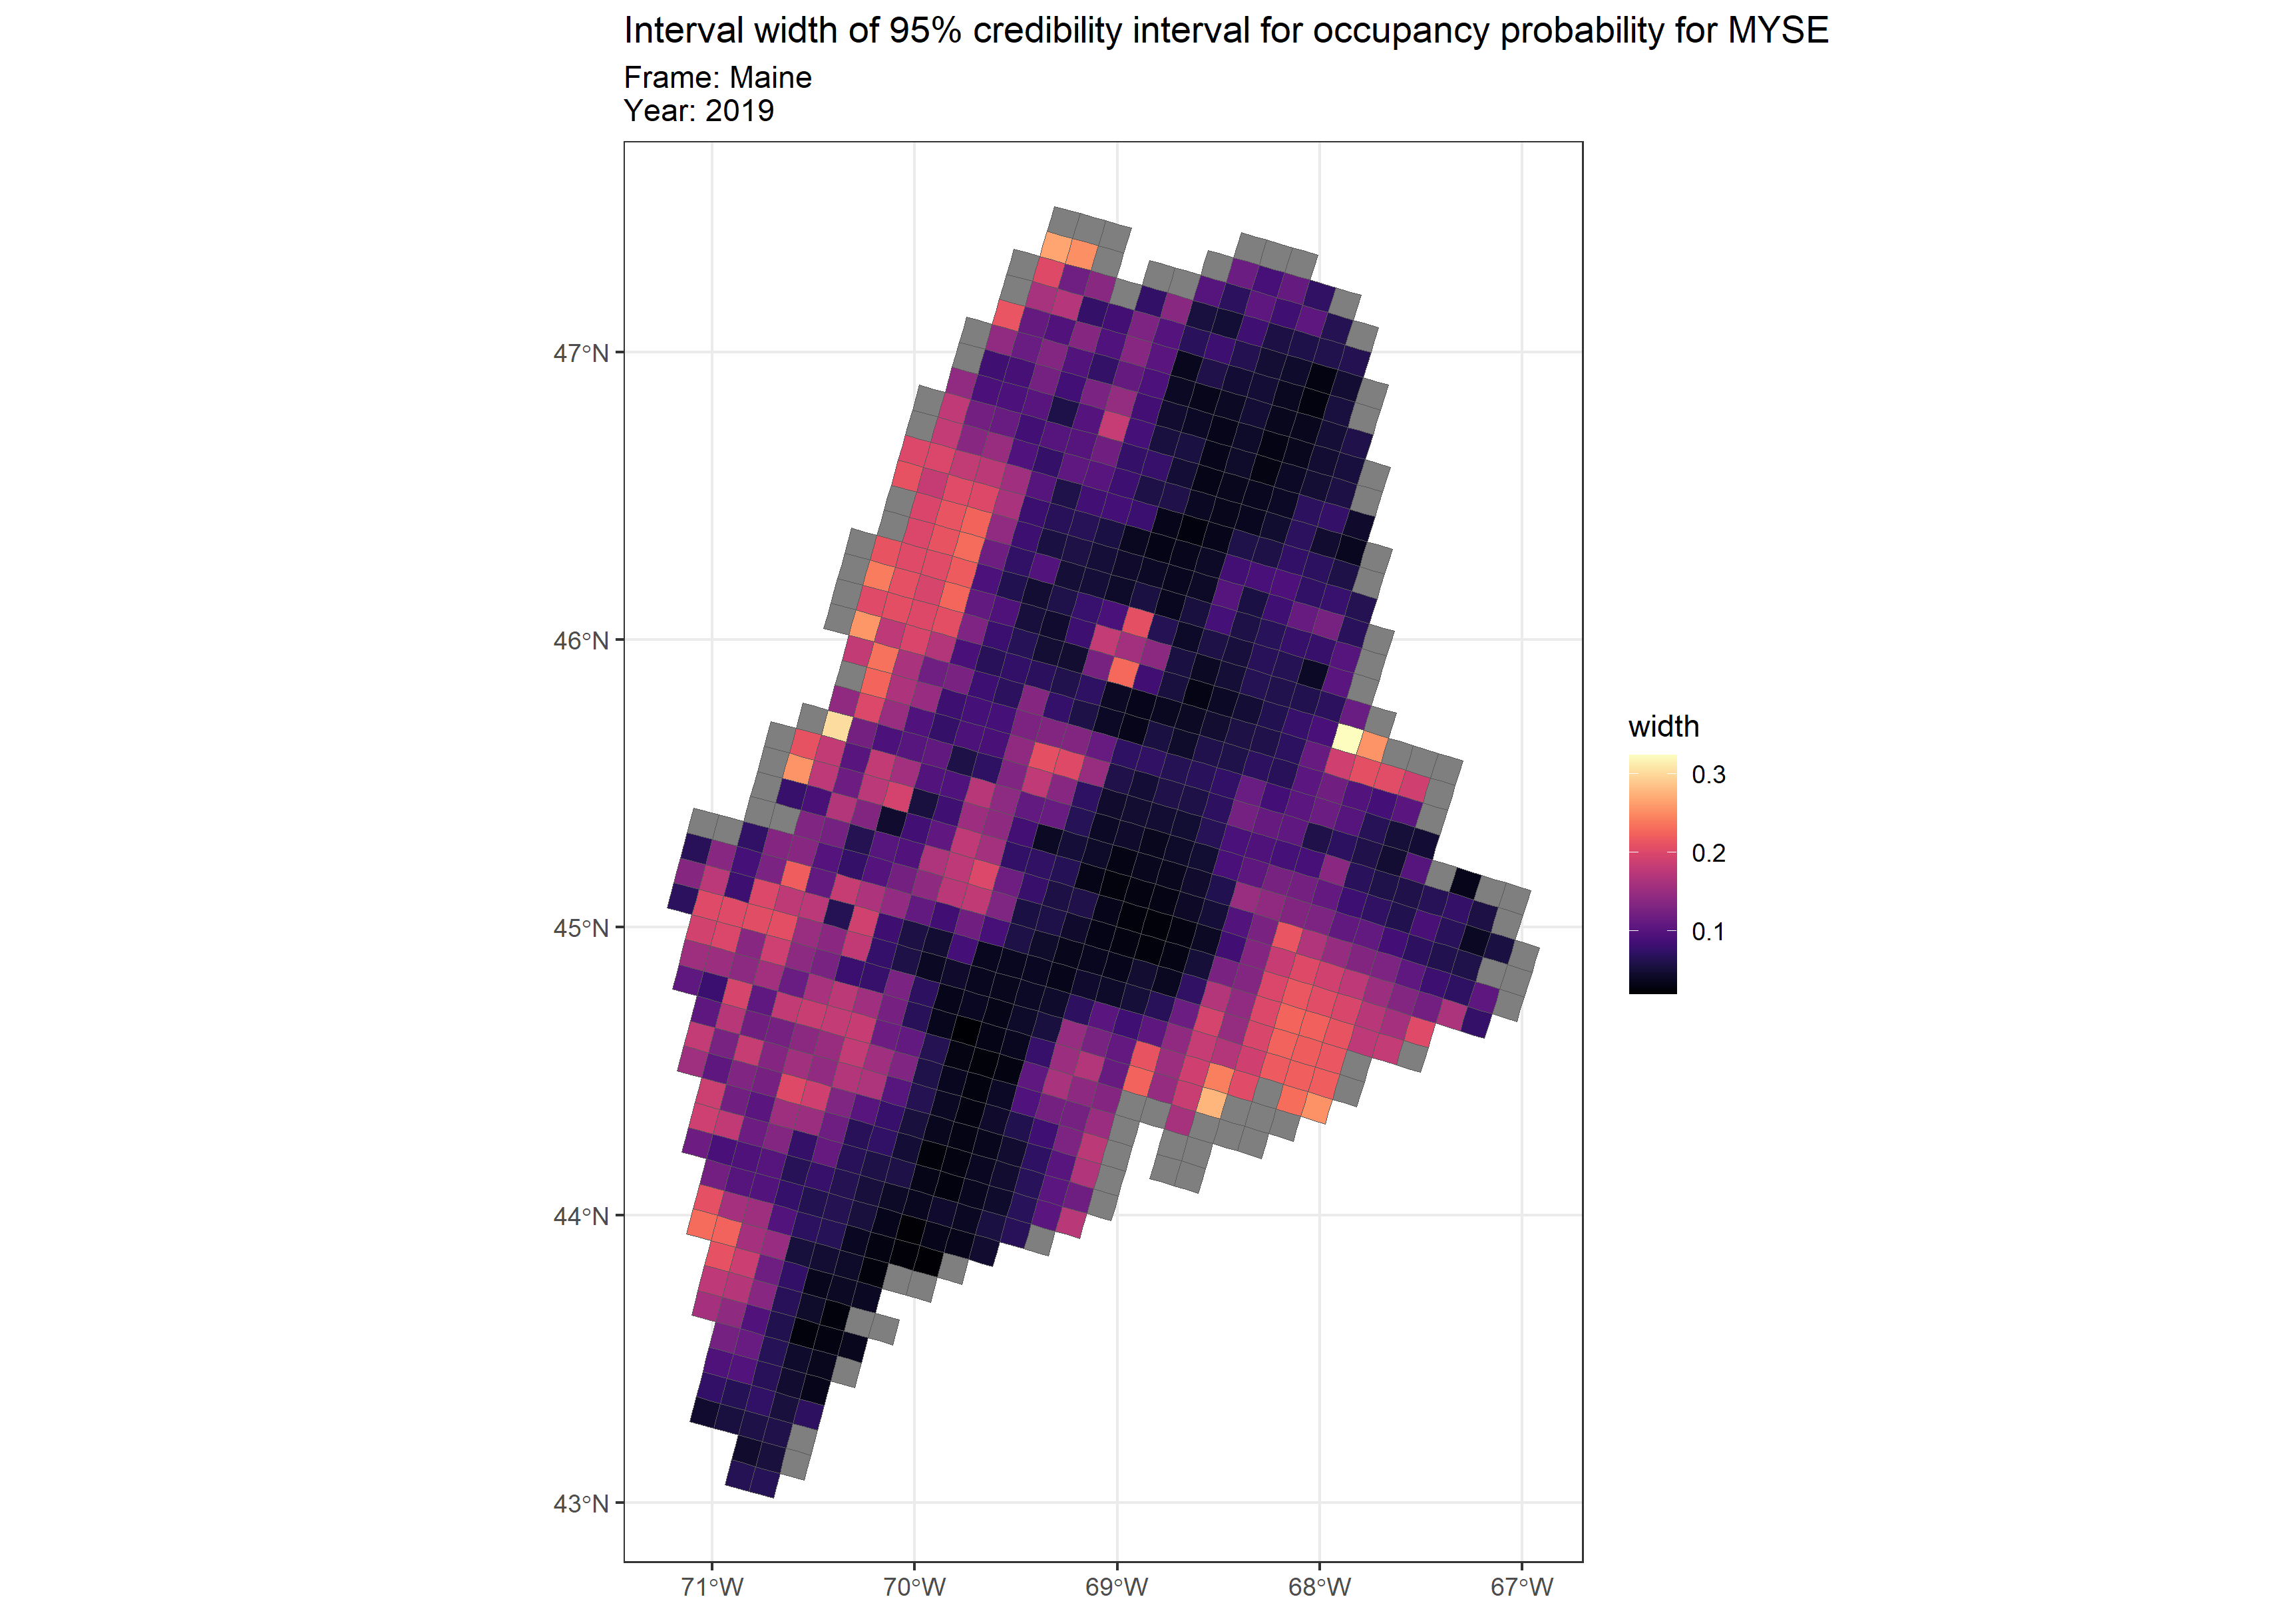 Interval width of 95% credibility interval for occupancy probability for MYSE
Frame: Maine
Year: 2019
47°N
46°N
45°N
44°N
43°N
71°W
70°W
69°W
68°W
67°W
width
0.3
0.2
0.1